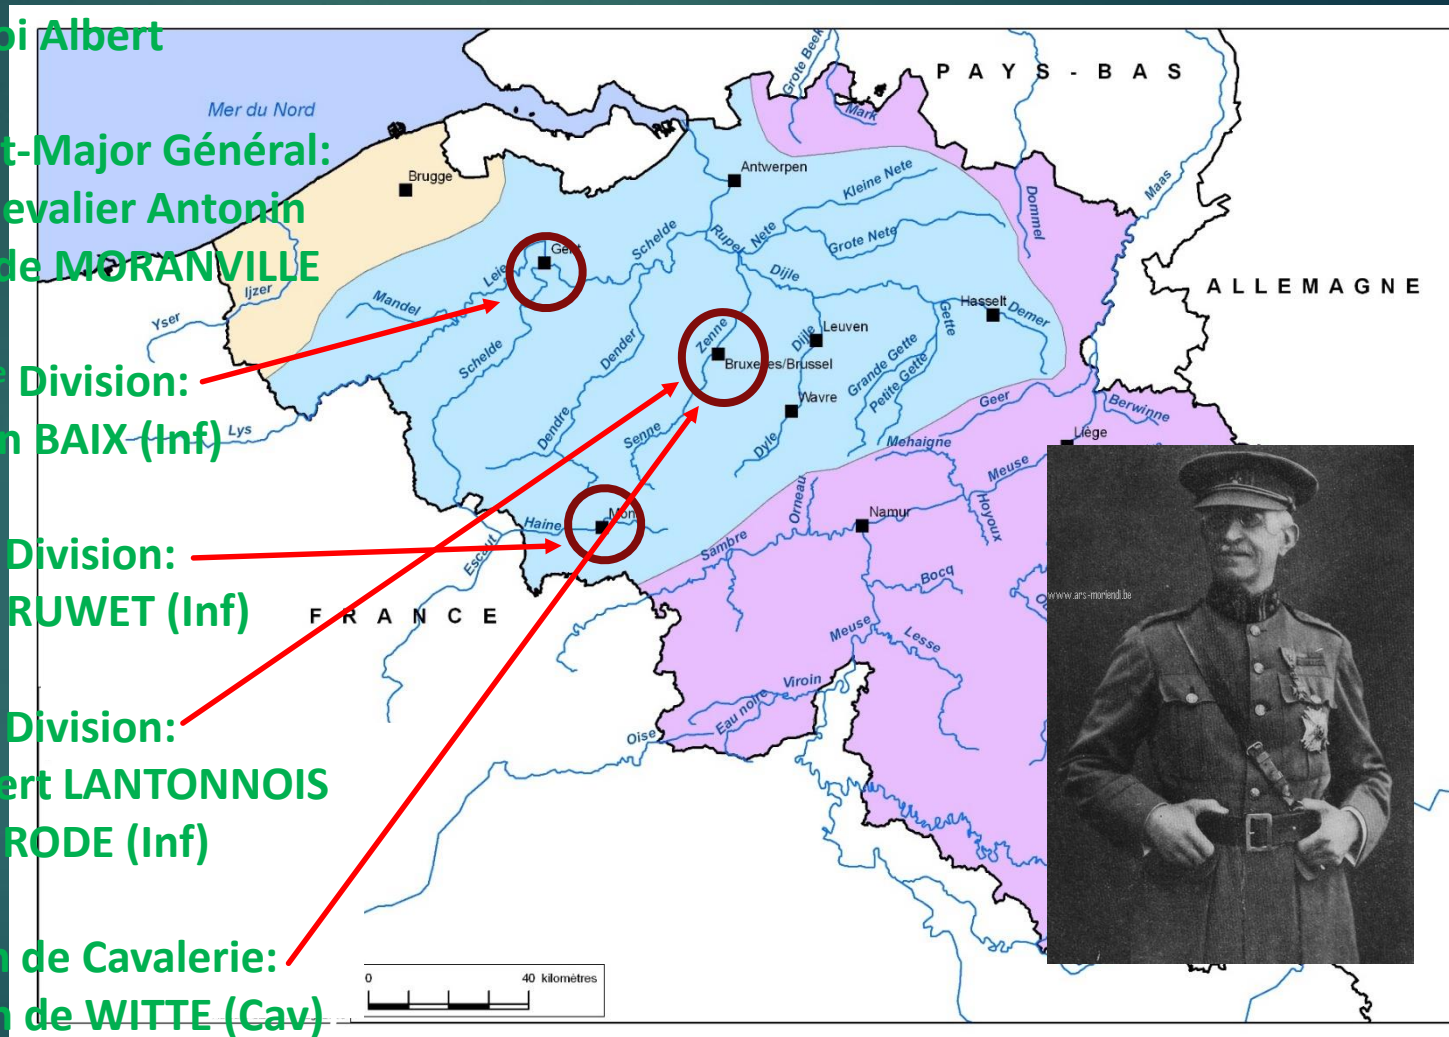 oi Albert
t-Major Général:
evalier Antonin
de MORANVILLE
e Division:
n BAIX (Inf)
Division:
RUWET (Inf)
Division:
ert LANTONNOIS
RODE (Inf)
n de Cavalerie:
n de WITTE (Cav)
Mer du Nord
PAYS-BAS
ALLEMAGNE
FRANCE
Grote Beek
Mark
Brugge
Antwerpen
Kleine Nete
Dommel
Maas
Gent
Schelde
Rupel
Nete
Grote Nete
Leie
Ijzer
Mandel
Dijle
Yser
Hasselt
Demer
Gette
Zenne
Dijle
Leuven
Bruxelles/Brussel
Schelde
Dender
Grande Gette
Petite Gette
Wavre
Geer
Berwinne
Lys
Dendre
Senne
Dyle
Mehaigne
Liège
Meuse
Hoyoux
Orneau
Namur
Haine
Mons
Escaut
Sambre
Bocq
Meuse
Lesse
Viroin
Eau noire
Oise
www.ars-moriendi.be
0 40 kilomètres